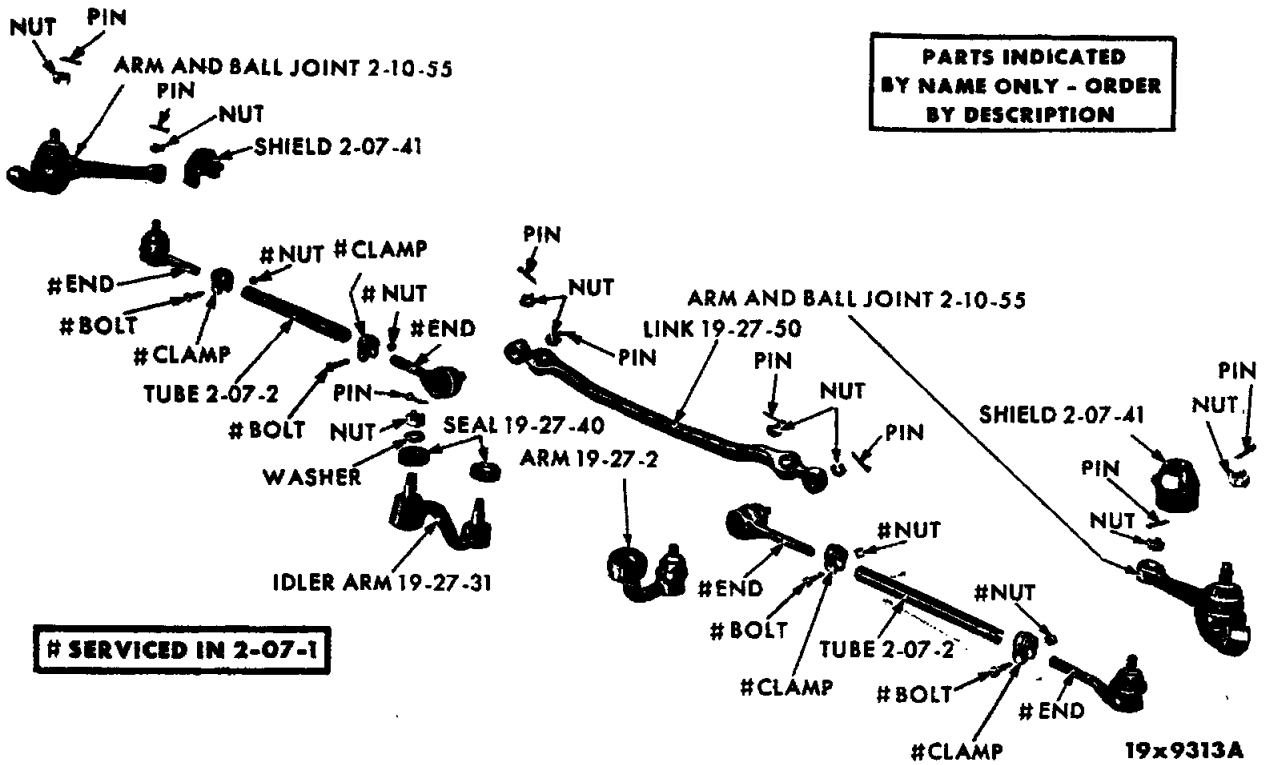 NUT
PIN
ARM AND BALL JOINT 2-10-55
PIN
NUT
SHIELD 2-07-41
PARTS INDICATED
BY NAME ONLY - ORDER
BY DESCRIPTION
#END
#BOLT
#CLAMP
TUBE 2-07-2
#NUT
#CLAMP
#NUT
#END
#BOLT
PIN
NUT
WASHER
SEAL 19-27-40
IDLER ARM 19-27-31
ARM 19-27-2
PIN
NUT
PIN
ARM AND BALL JOINT 2-10-55
LINK 19-27-50
PIN
NUT
PIN
SHIELD 2-07-41
PIN
NUT
PIN
NUT
#END
#NUT
#BOLT
#CLAMP
TUBE 2-07-2
#NUT
#BOLT
#END
#CLAMP
# SERVICED IN 2-07-1
19x9313A